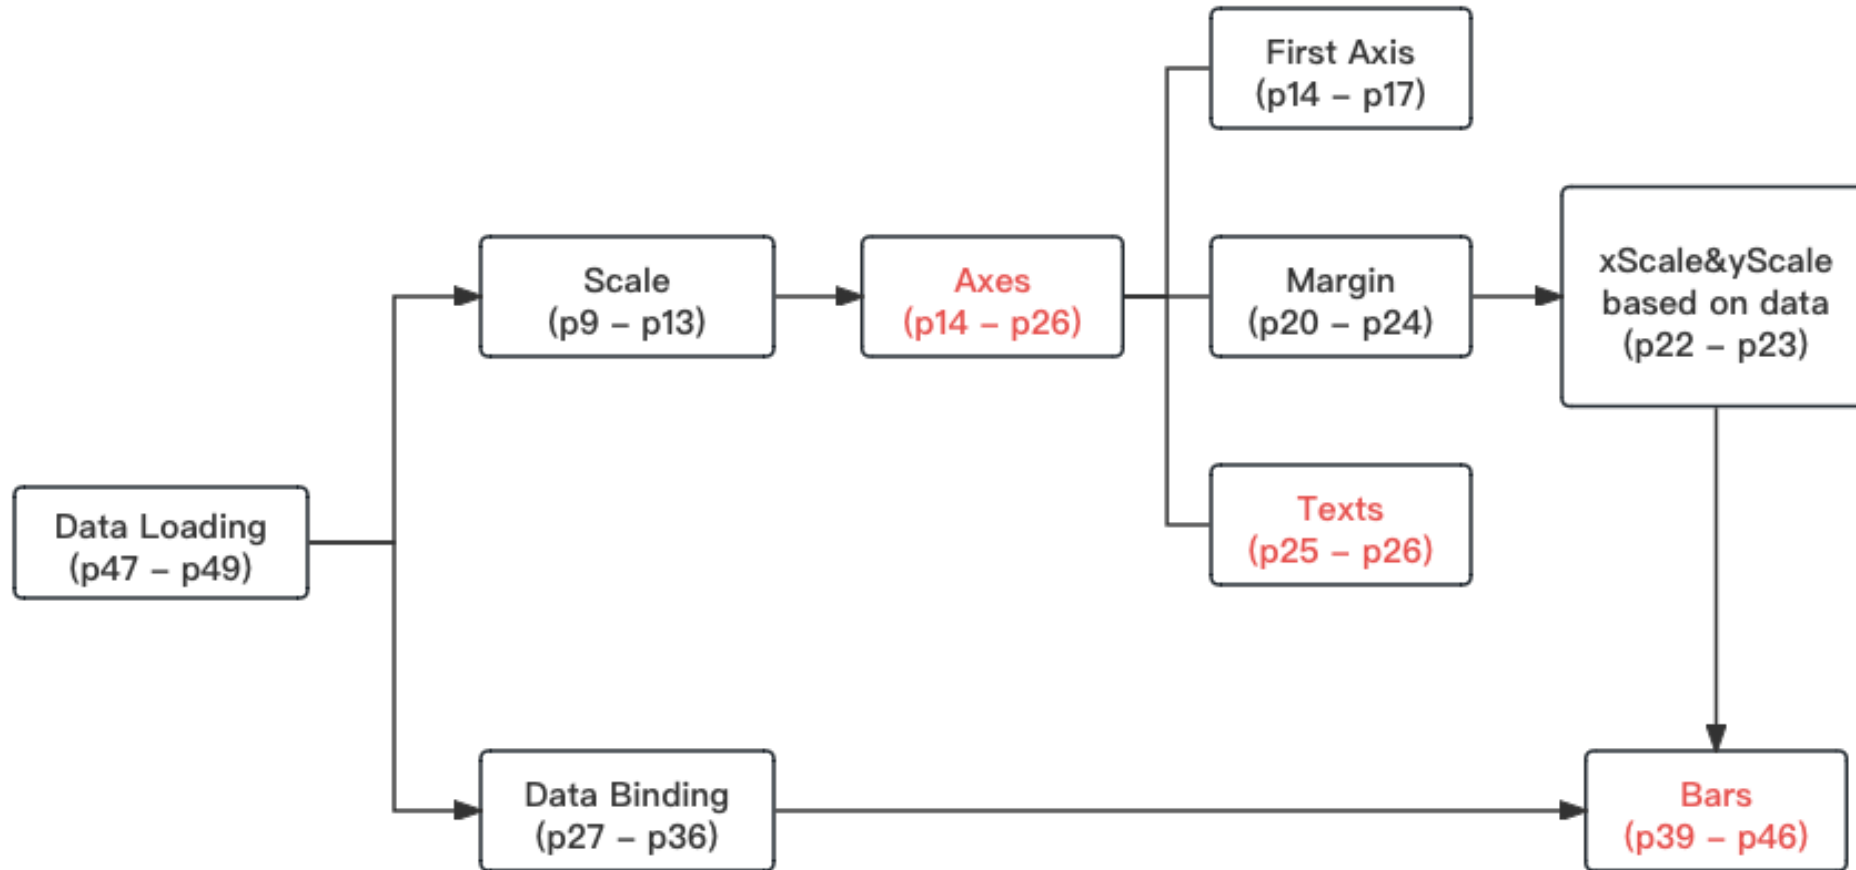 First Axis
(p14 – p17)
Scale
(p9 – p13)
Axes
(p14 – p26)
Margin
(p20 – p24)
xScale&yScale
based on data
(p22 – p23)
Texts
(p25 – p26)
Data Loading
(p47 – p49)
Data Binding
(p27 – p36)
Bars
(p39 – p46)